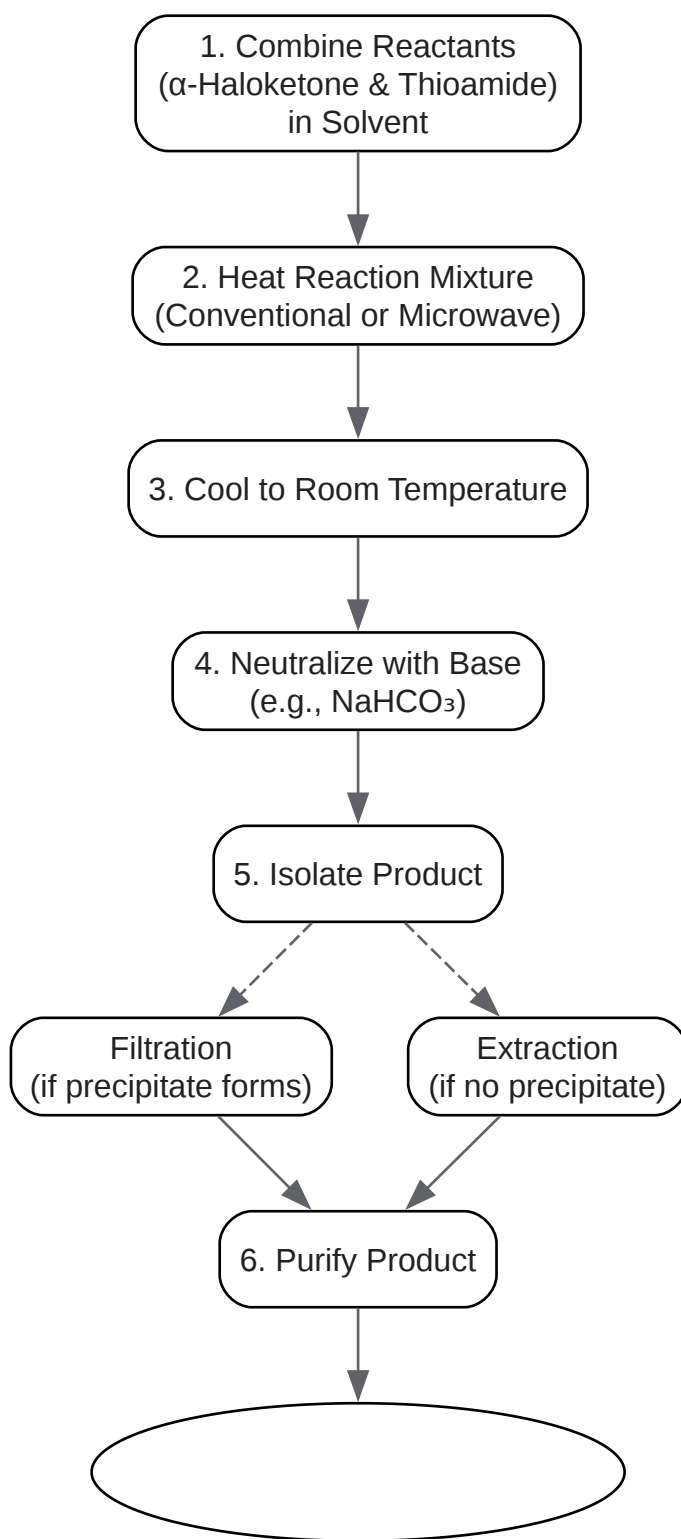 1. Combine Reactants
(α-Haloketone & Thioamide)
in Solvent
2. Heat Reaction Mixture
(Conventional or Microwave)
3. Cool to Room Temperature
4. Neutralize with Base
(e.g., NaHCO₃)
5. Isolate Product
Filtration
(if precipitate forms)
Extraction
(if no precipitate)
6. Purify Product